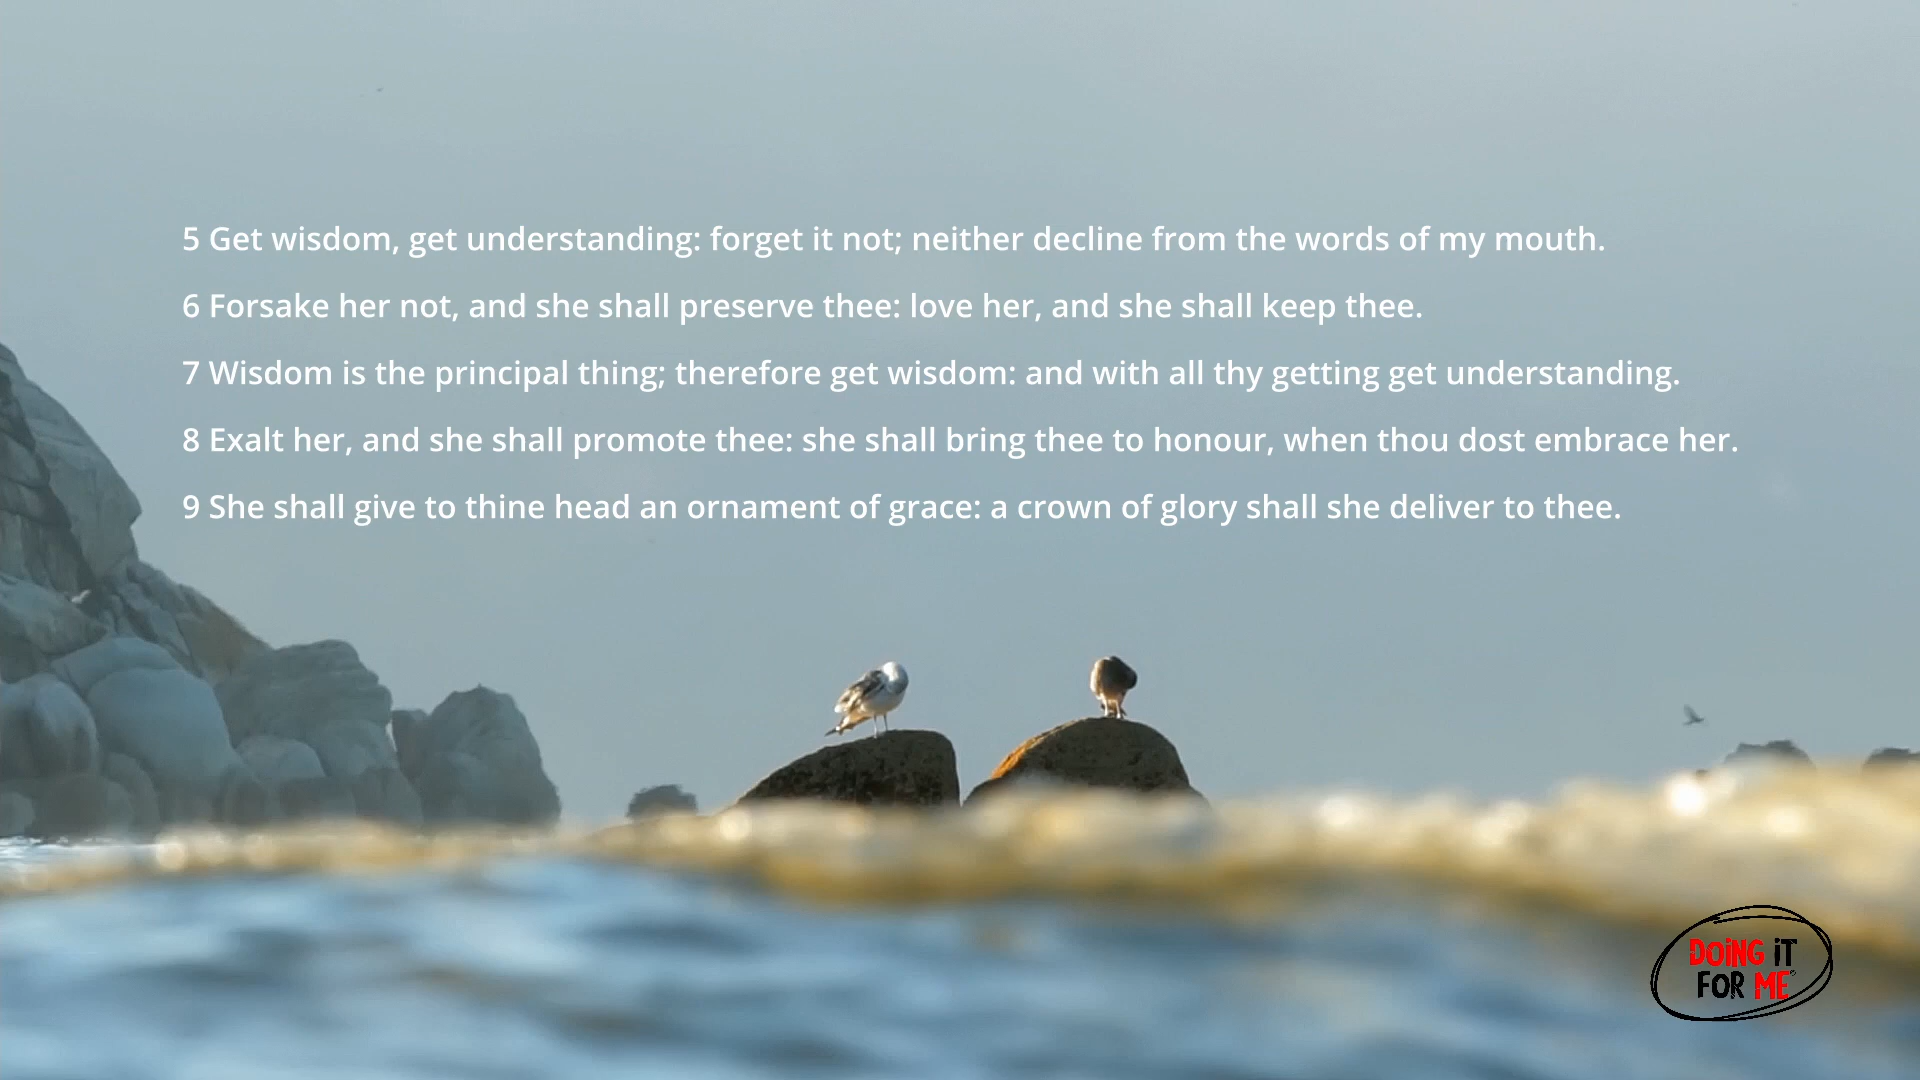 5 Get wisdom, get understanding: forget it not; neither decline from the words of my mouth.
6 Forsake her not, and she shall preserve thee: love her, and she shall keep thee.
7 Wisdom is the principal thing; therefore get wisdom: and with all thy getting get understanding.
8 Exalt her, and she shall promote thee: she shall bring thee to honour, when thou dost embrace her.
9 She shall give to thine head an ornament of grace: a crown of glory shall she deliver to thee.
DOiNG iT
FOR ME